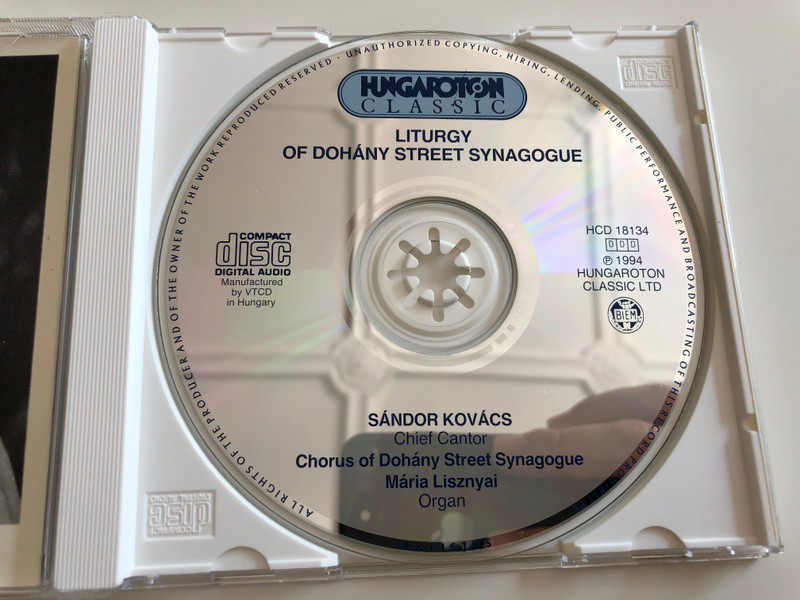 HUNGAROTON
CLASSIC
LITURGY
OF DOHÁNY STREET SYNAGOGUE
COMPACT
disc
DIGITAL AUDIO
Manufactured
by VTCD
in Hungary
HCD 18134
DDD
℗ 1994
HUNGAROTON
CLASSIC LTD
BIEM
SÁNDOR KOVÁCS
Chief Cantor
Chorus of Dohány Street Synagogue
Mária Lisznyai
Organ
ALL RIGHTS OF THE PRODUCER AND OF THE OWNER OF THE WORK REPRODUCED RESERVED · UNAUTHORIZED COPYING, HIRING, LENDING, PUBLIC PERFORMANCE AND BROADCASTING OF THIS RECORD
disc
disc